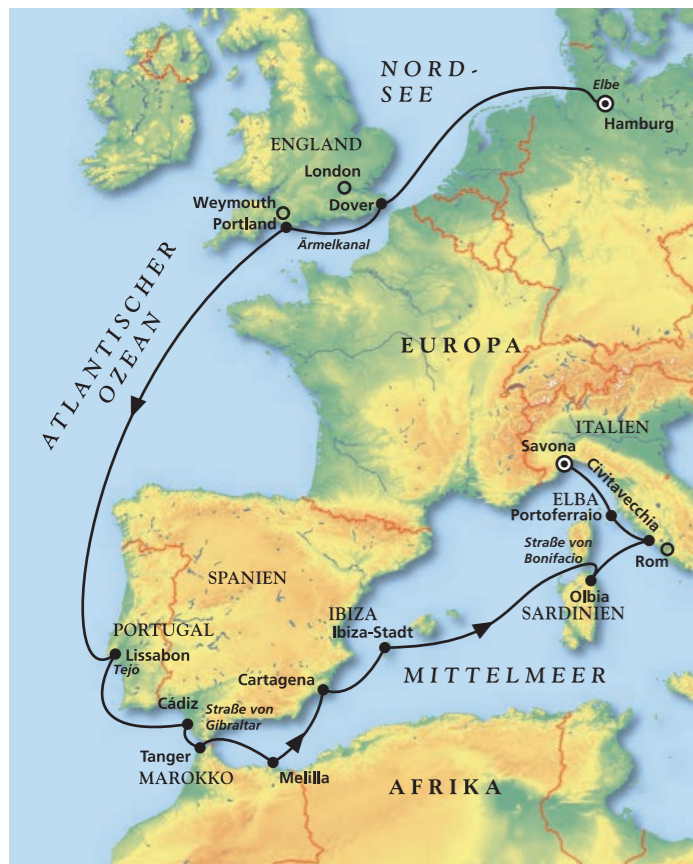 NORD-
SEE
Elbe
Hamburg
ENGLAND
London
Weymouth
Dover
Portland
Ärmelkanal
ATLANTISCHER
OZEAN
EUROPA
ITALIEN
Savona
Civitavecchia
ELBA
Portoferraio
Straße von
Bonifacio
Rom
SPANIEN
Olbia
SARDINIEN
IBIZA
Ibiza-Stadt
PORTUGAL
Lissabon
Tejo
MITTELMEER
Cartagena
Cádiz
Straße von
Gibraltar
Tanger
MAROKKO
Melilla
AFRIKA